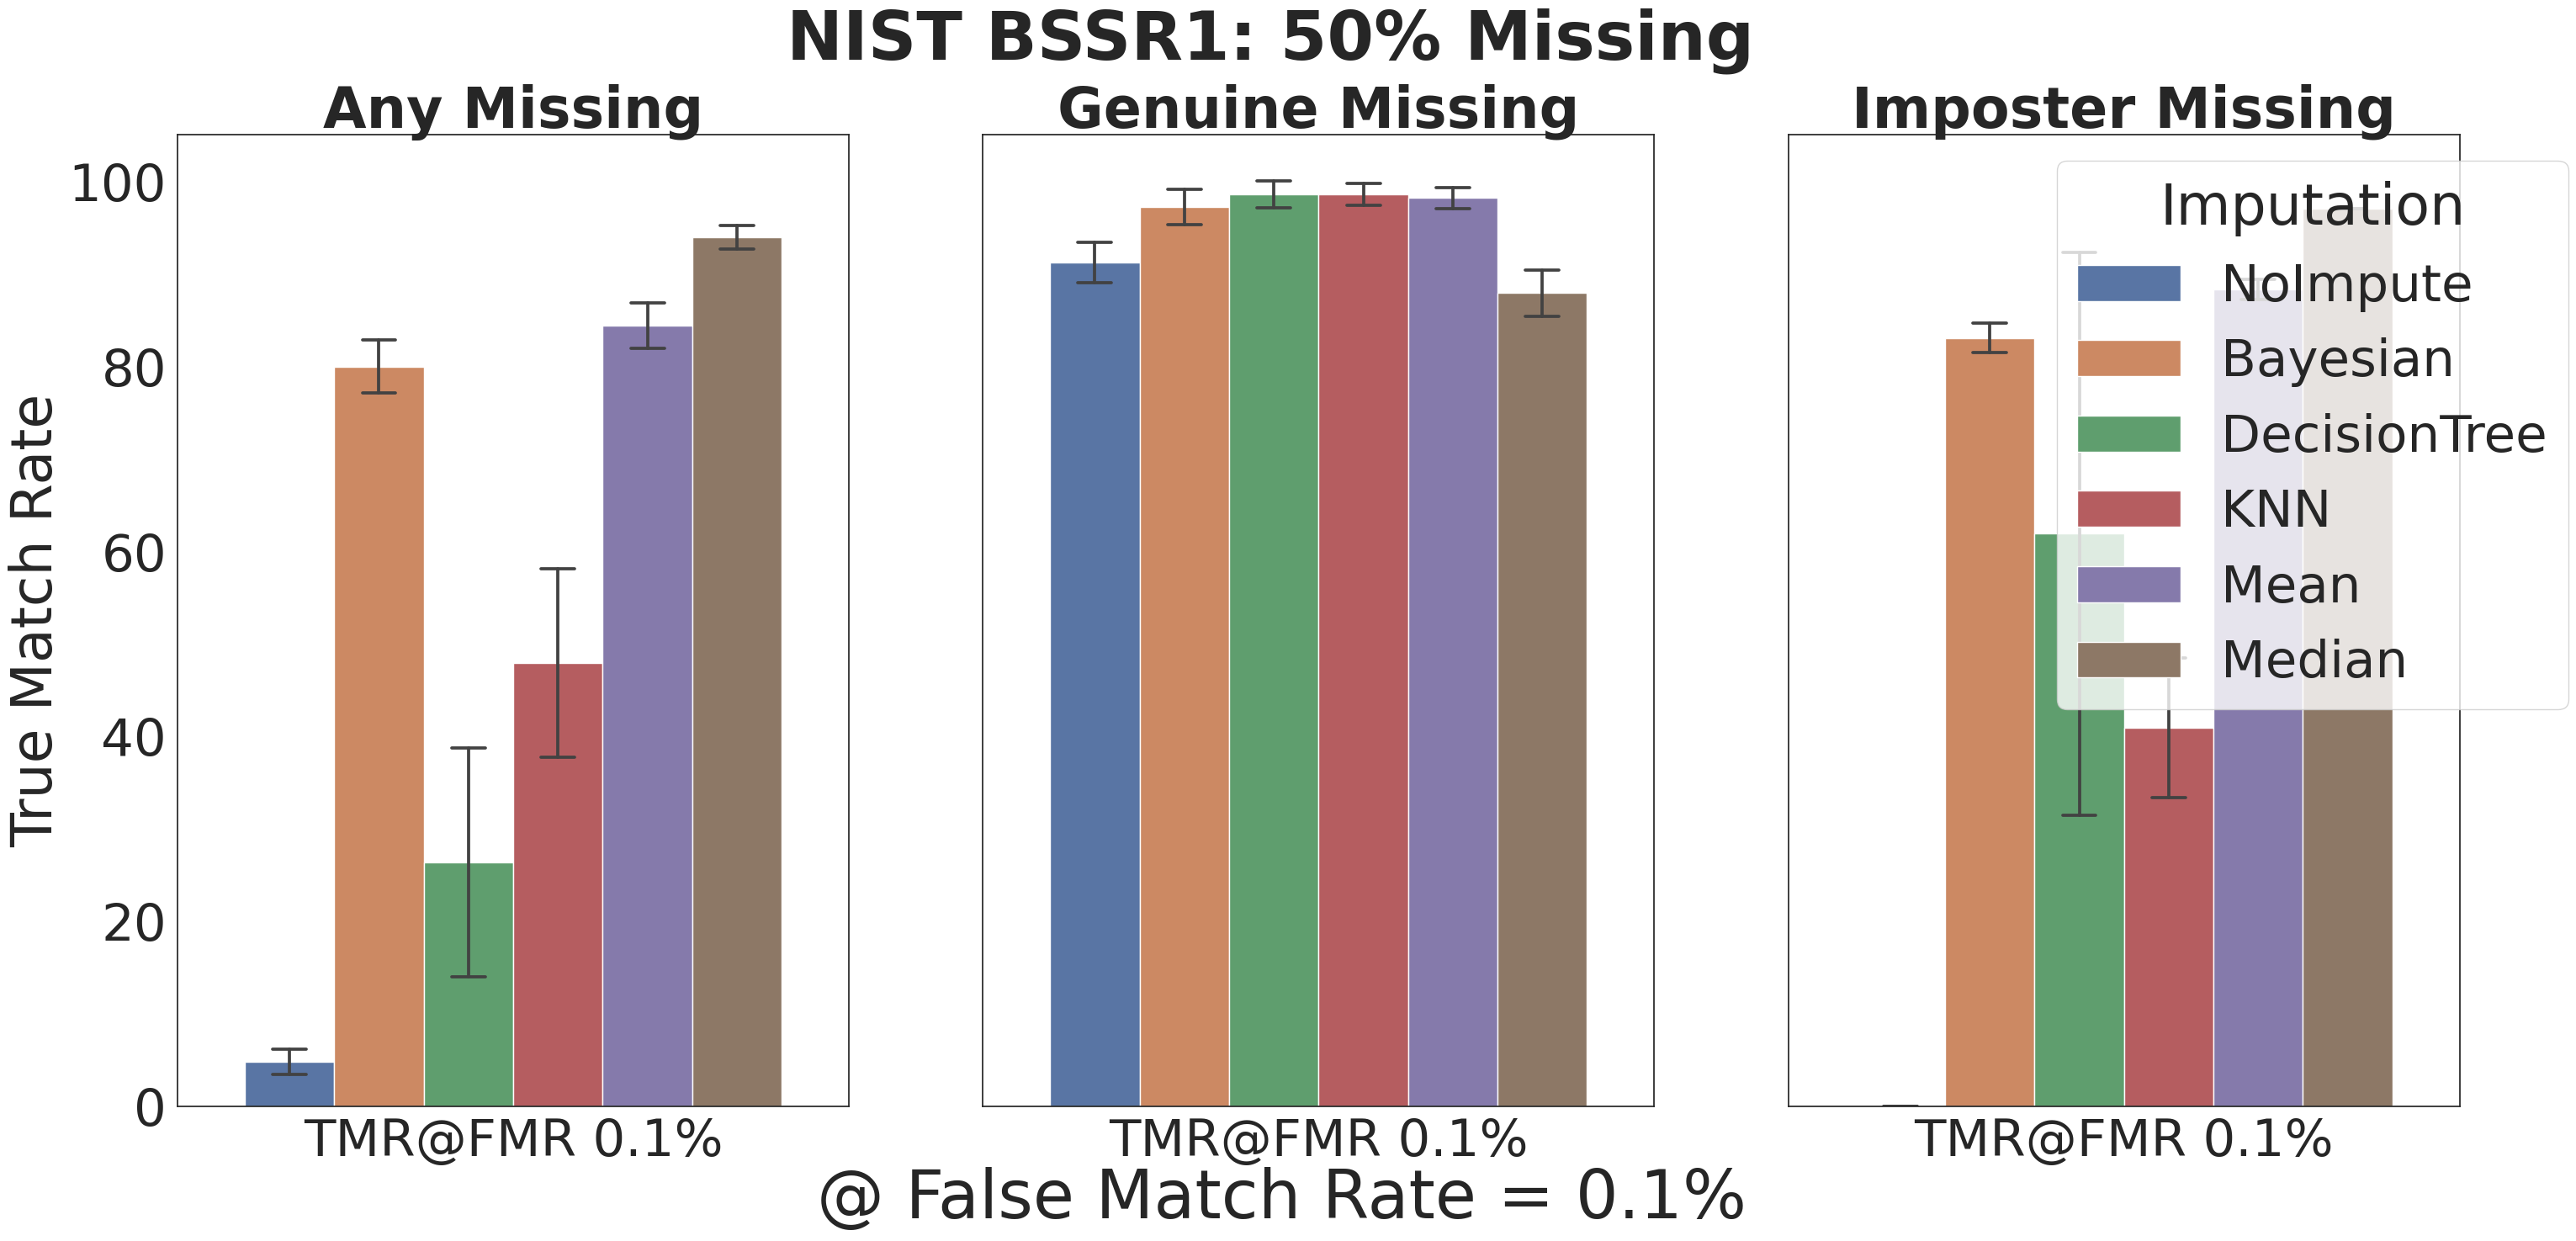 NIST BSSR1: 50% Missing
Any Missing
Genuine Missing
Imposter Missing
True Match Rate
100
80
60
40
20
0
Imputation
NoImpute
Bayesian
DecisionTree
KNN
Mean
Median
TMR@FMR 0.1%
TMR@FMR 0.1%
TMR@FMR 0.1%
@ False Match Rate = 0.1%